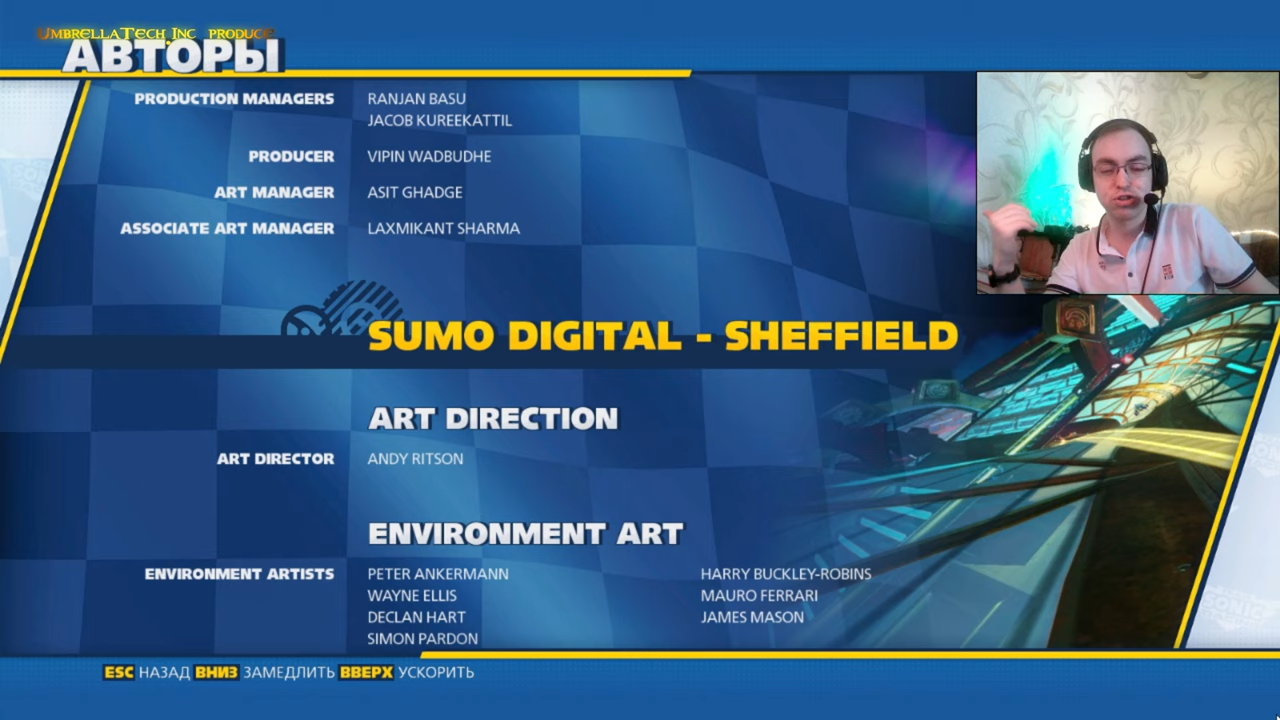 UmbrellaTech Inc produce
АВТОРЫ
PRODUCTION MANAGERS RANJAN BASU
JACOB KUREEKATTIL
PRODUCER VIPIN WADBUDHE
ART MANAGER ASIT GHADGE
ASSOCIATE ART MANAGER LAXMIKANT SHARMA
SUMO DIGITAL - SHEFFIELD
ART DIRECTION
ART DIRECTOR ANDY RITSON
ENVIRONMENT ART
ENVIRONMENT ARTISTS PETER ANKERMANN HARRY BUCKLEY-ROBINS
WAYNE ELLIS MAURO FERRARI
DECLAN HART JAMES MASON
SIMON PARDON
ESC НАЗАД ВНИЗ ЗАМЕДЛИТЬ ВВЕРХ УСКОРИТЬ